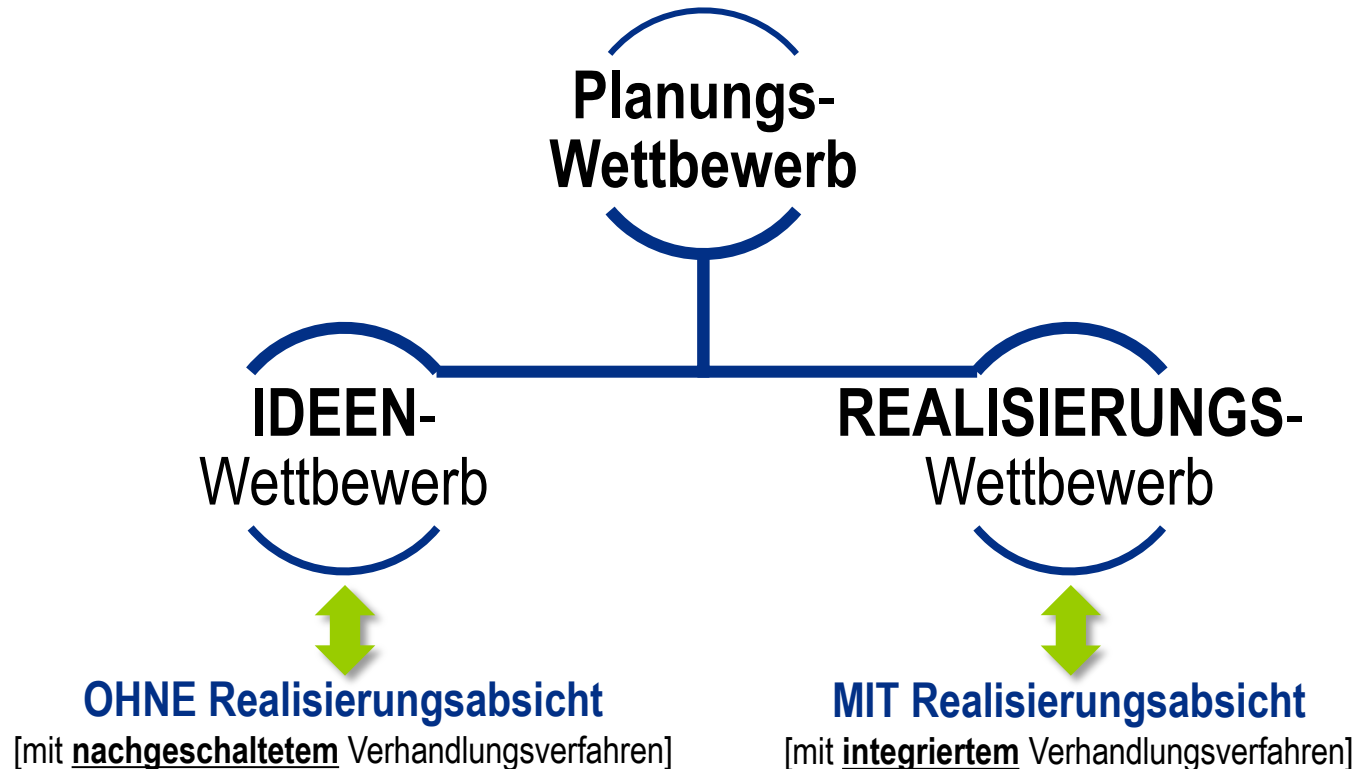 Planungs-
Wettbewerb
IDEEN-
Wettbewerb
REALISIERUNGS-
Wettbewerb
OHNE Realisierungsabsicht
[mit nachgeschaltetem Verhandlungsverfahren]
MIT Realisierungsabsicht
[mit integriertem Verhandlungsverfahren]